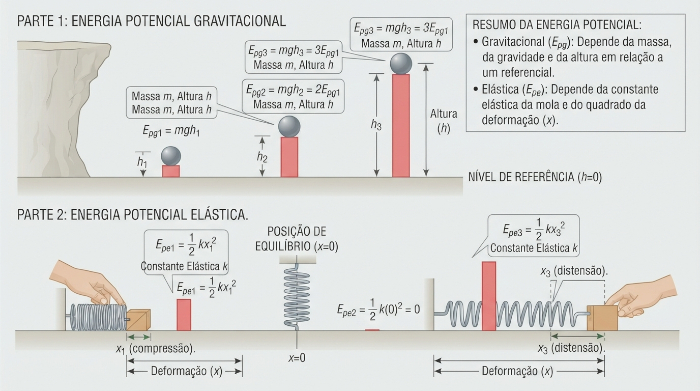 PARTE 1: ENERGIA POTENCIAL GRAVITACIONAL
Epg3 = mgh3 = 3Epg1
Massa m, Altura h
Epg3 = mgh3 = 3Epg1
Massa m, Altura h
Massa m, Altura h
Massa m, Altura h
Epg1 = mgh1
Epg2 = mgh2 = 2Epg1
Massa m, Altura h
h1
h2
h3
Altura
(h)
RESUMO DA ENERGIA POTENCIAL:
• Gravitacional (Epg): Depende da massa,
da gravidade e da altura em relação a
um referencial.
• Elástica (Epe): Depende da constante
elástica da mola e do quadrado da
deformação (x).
NÍVEL DE REFERÊNCIA (h=0)
PARTE 2: ENERGIA POTENCIAL ELÁSTICA.
Epe1 = 1/2 kx1²
Constante Elástica k
Epe1 = 1/2 kx1²
x1 (compressão).
Deformação (x)
POSIÇÃO DE
EQUILÍBRIO (x=0)
x=0
Epe2 = 1/2 k(0)² = 0
Epe3 = 1/2 kx3²
Constante Elástica k
x3 (distensão).
x3 (distensão).
Deformação (x)